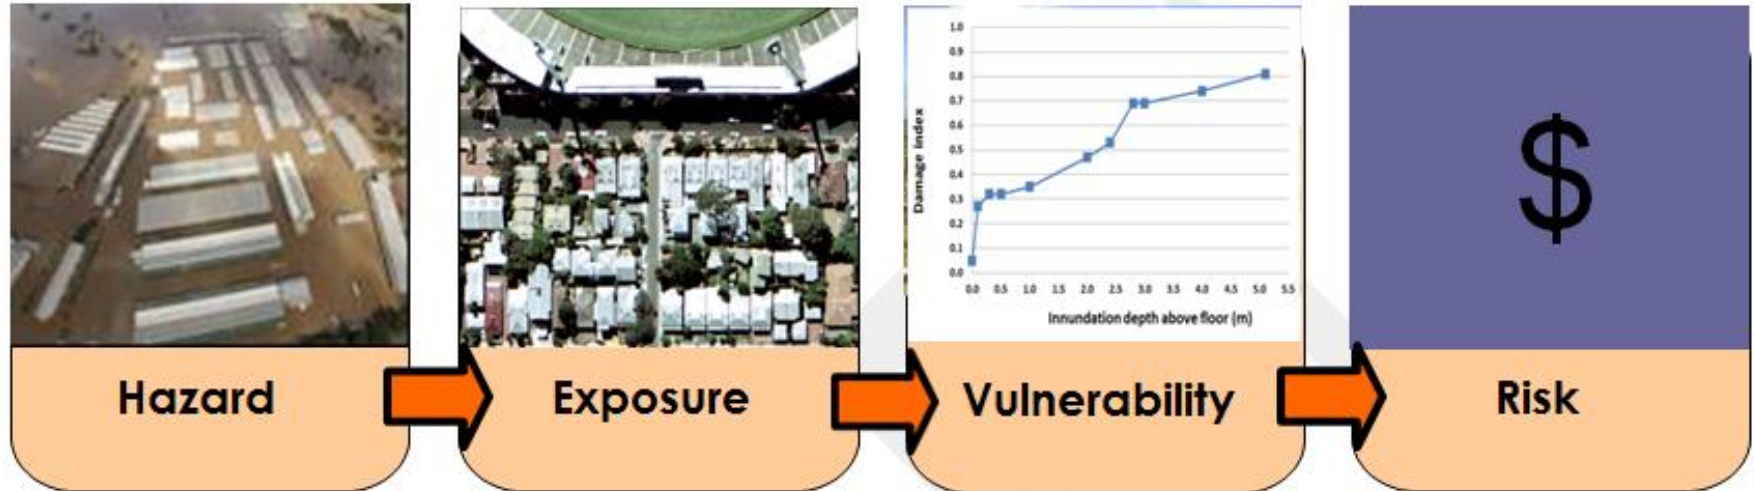 1.0
0.9
0.8
0.7
0.6
0.5
0.4
0.3
0.2
0.1
0.0
Damage index
0.0 0.5 1.0 1.5 2.0 2.5 3.0 3.5 4.0 4.5 5.0 5.5
Innundation depth above floor (m)
$
Hazard
Exposure
Vulnerability
Risk